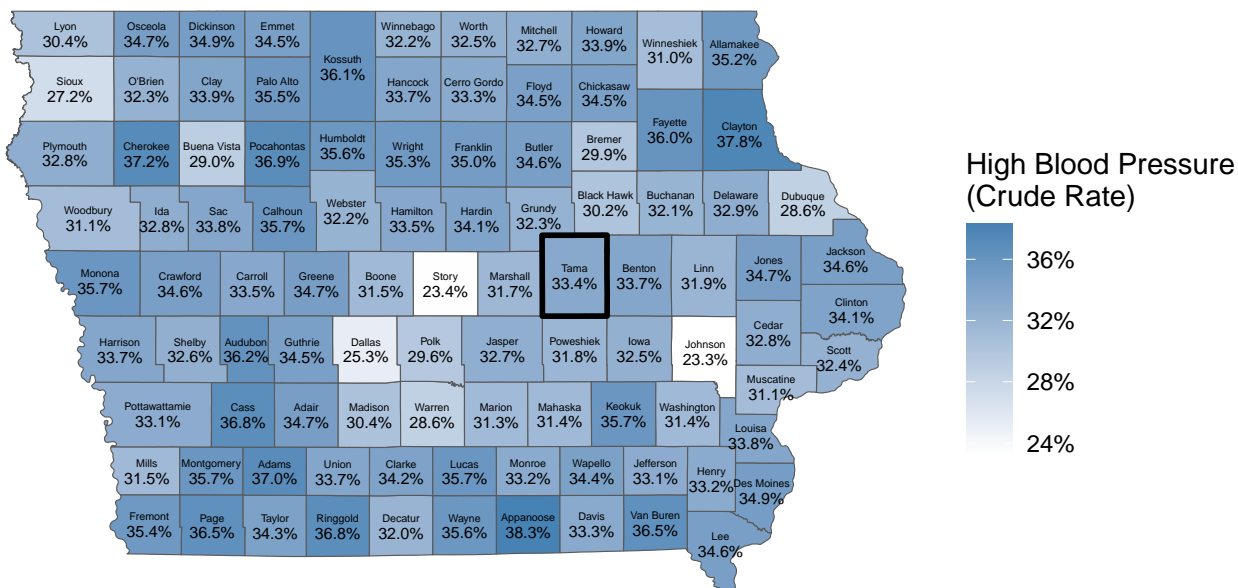 Lyon
30.4%
Osceola
34.7%
Dickinson
34.9%
Emmet
34.5%
Kossuth
36.1%
Winnebago
32.2%
Worth
32.5%
Mitchell
32.7%
Howard
33.9%
Winneshiek
31.0%
Allamakee
35.2%
Sioux
27.2%
O'Brien
32.3%
Clay
33.9%
Palo Alto
35.5%
Hancock
33.7%
Cerro Gordo
33.3%
Floyd
34.5%
Chickasaw
34.5%
Fayette
36.0%
Clayton
37.8%
Plymouth
32.8%
Cherokee
37.2%
Buena Vista
29.0%
Pocahontas
36.9%
Humboldt
35.6%
Wright
35.3%
Franklin
35.0%
Butler
34.6%
Bremer
29.9%
Woodbury
31.1%
Ida
32.8%
Sac
33.8%
Calhoun
35.7%
Webster
32.2%
Hamilton
33.5%
Hardin
34.1%
Grundy
32.3%
Black Hawk
30.2%
Buchanan
32.1%
Delaware
32.9%
Dubuque
28.6%
Monona
35.7%
Crawford
34.6%
Carroll
33.5%
Greene
34.7%
Boone
31.5%
Story
23.4%
Marshall
31.7%
Tama
33.4%
Benton
33.7%
Linn
31.9%
Jones
34.7%
Jackson
34.6%
Clinton
34.1%
Harrison
33.7%
Shelby
32.6%
Audubon
36.2%
Guthrie
34.5%
Dallas
25.3%
Polk
29.6%
Jasper
32.7%
Poweshiek
31.8%
Iowa
32.5%
Johnson
23.3%
Cedar
32.8%
Scott
32.4%
Muscatine
31.1%
Pottawattamie
33.1%
Cass
36.8%
Adair
34.7%
Madison
30.4%
Warren
28.6%
Marion
31.3%
Mahaska
31.4%
Keokuk
35.7%
Washington
31.4%
Louisa
33.8%
Mills
31.5%
Montgomery
35.7%
Adams
37.0%
Union
33.7%
Clarke
34.2%
Lucas
35.7%
Monroe
33.2%
Wapello
34.4%
Jefferson
33.1%
Henry
33.2%
Des Moines
34.9%
Fremont
35.4%
Page
36.5%
Taylor
34.3%
Ringgold
36.8%
Decatur
32.0%
Wayne
35.6%
Appanoose
38.3%
Davis
33.3%
Van Buren
36.5%
Lee
34.6%
High Blood Pressure
(Crude Rate)
36%
32%
28%
24%